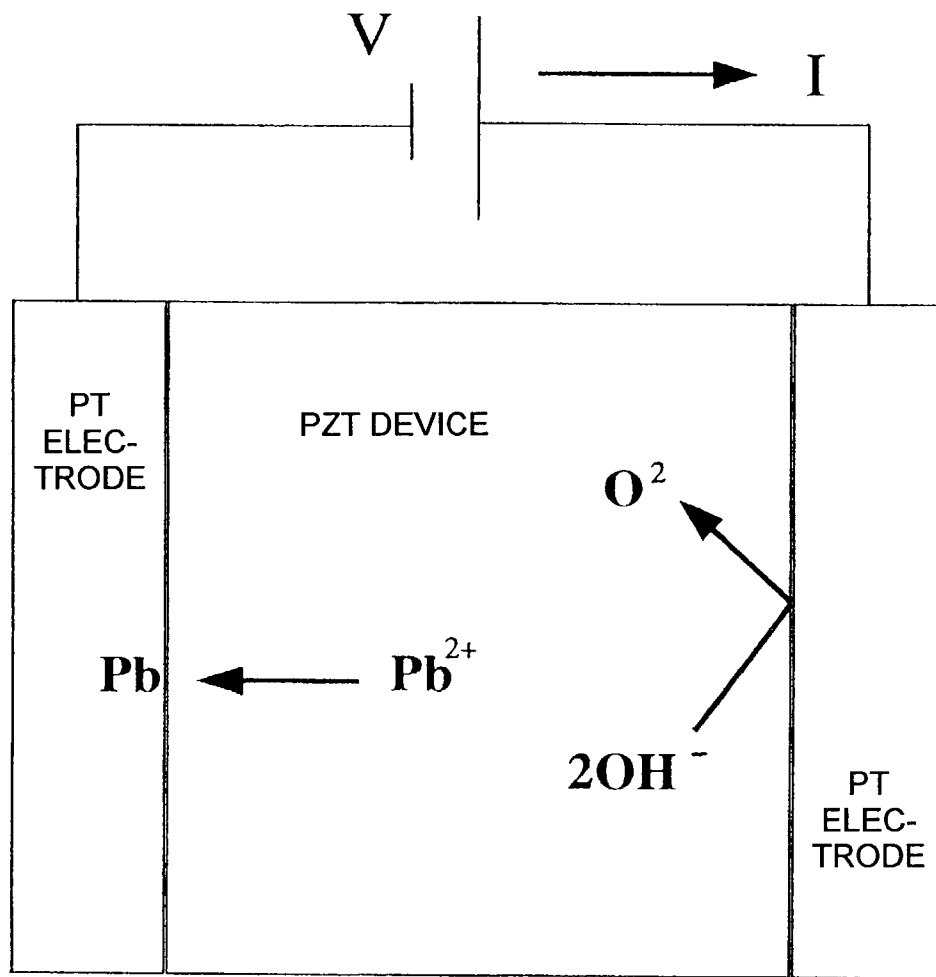 V
I
PT
ELEC-
TRODE
PZT DEVICE
O²
Pb
Pb²⁺
2OH⁻
PT
ELEC-
TRODE